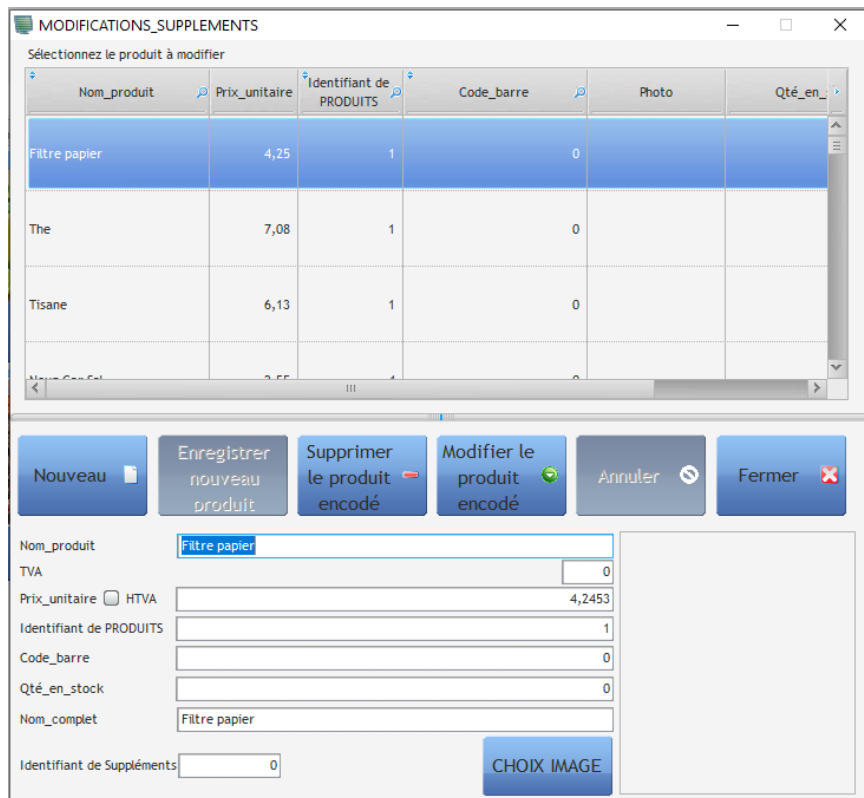 MODIFICATIONS_SUPPLEMENTS
Sélectionnez le produit à modifier
Nom_produit Prix_unitaire Identifiant de PRODUITS Code_barre Photo Qté_en_
Filtre papier 4,25 1 0
The 7,08 1 0
Tisane 6,13 1 0
Nouveau
Enregistrer
nouveau
produit
Supprimer
le produit
encodé
Modifier le
produit
encodé
Annuler
Fermer
Nom_produit Filtre papier
TVA 0
Prix_unitaire HTVA 4,2453
Identifiant de PRODUITS 1
Code_barre 0
Qté_en_stock 0
Nom_complet Filtre papier
Identifiant de Suppléments 0
CHOIX IMAGE